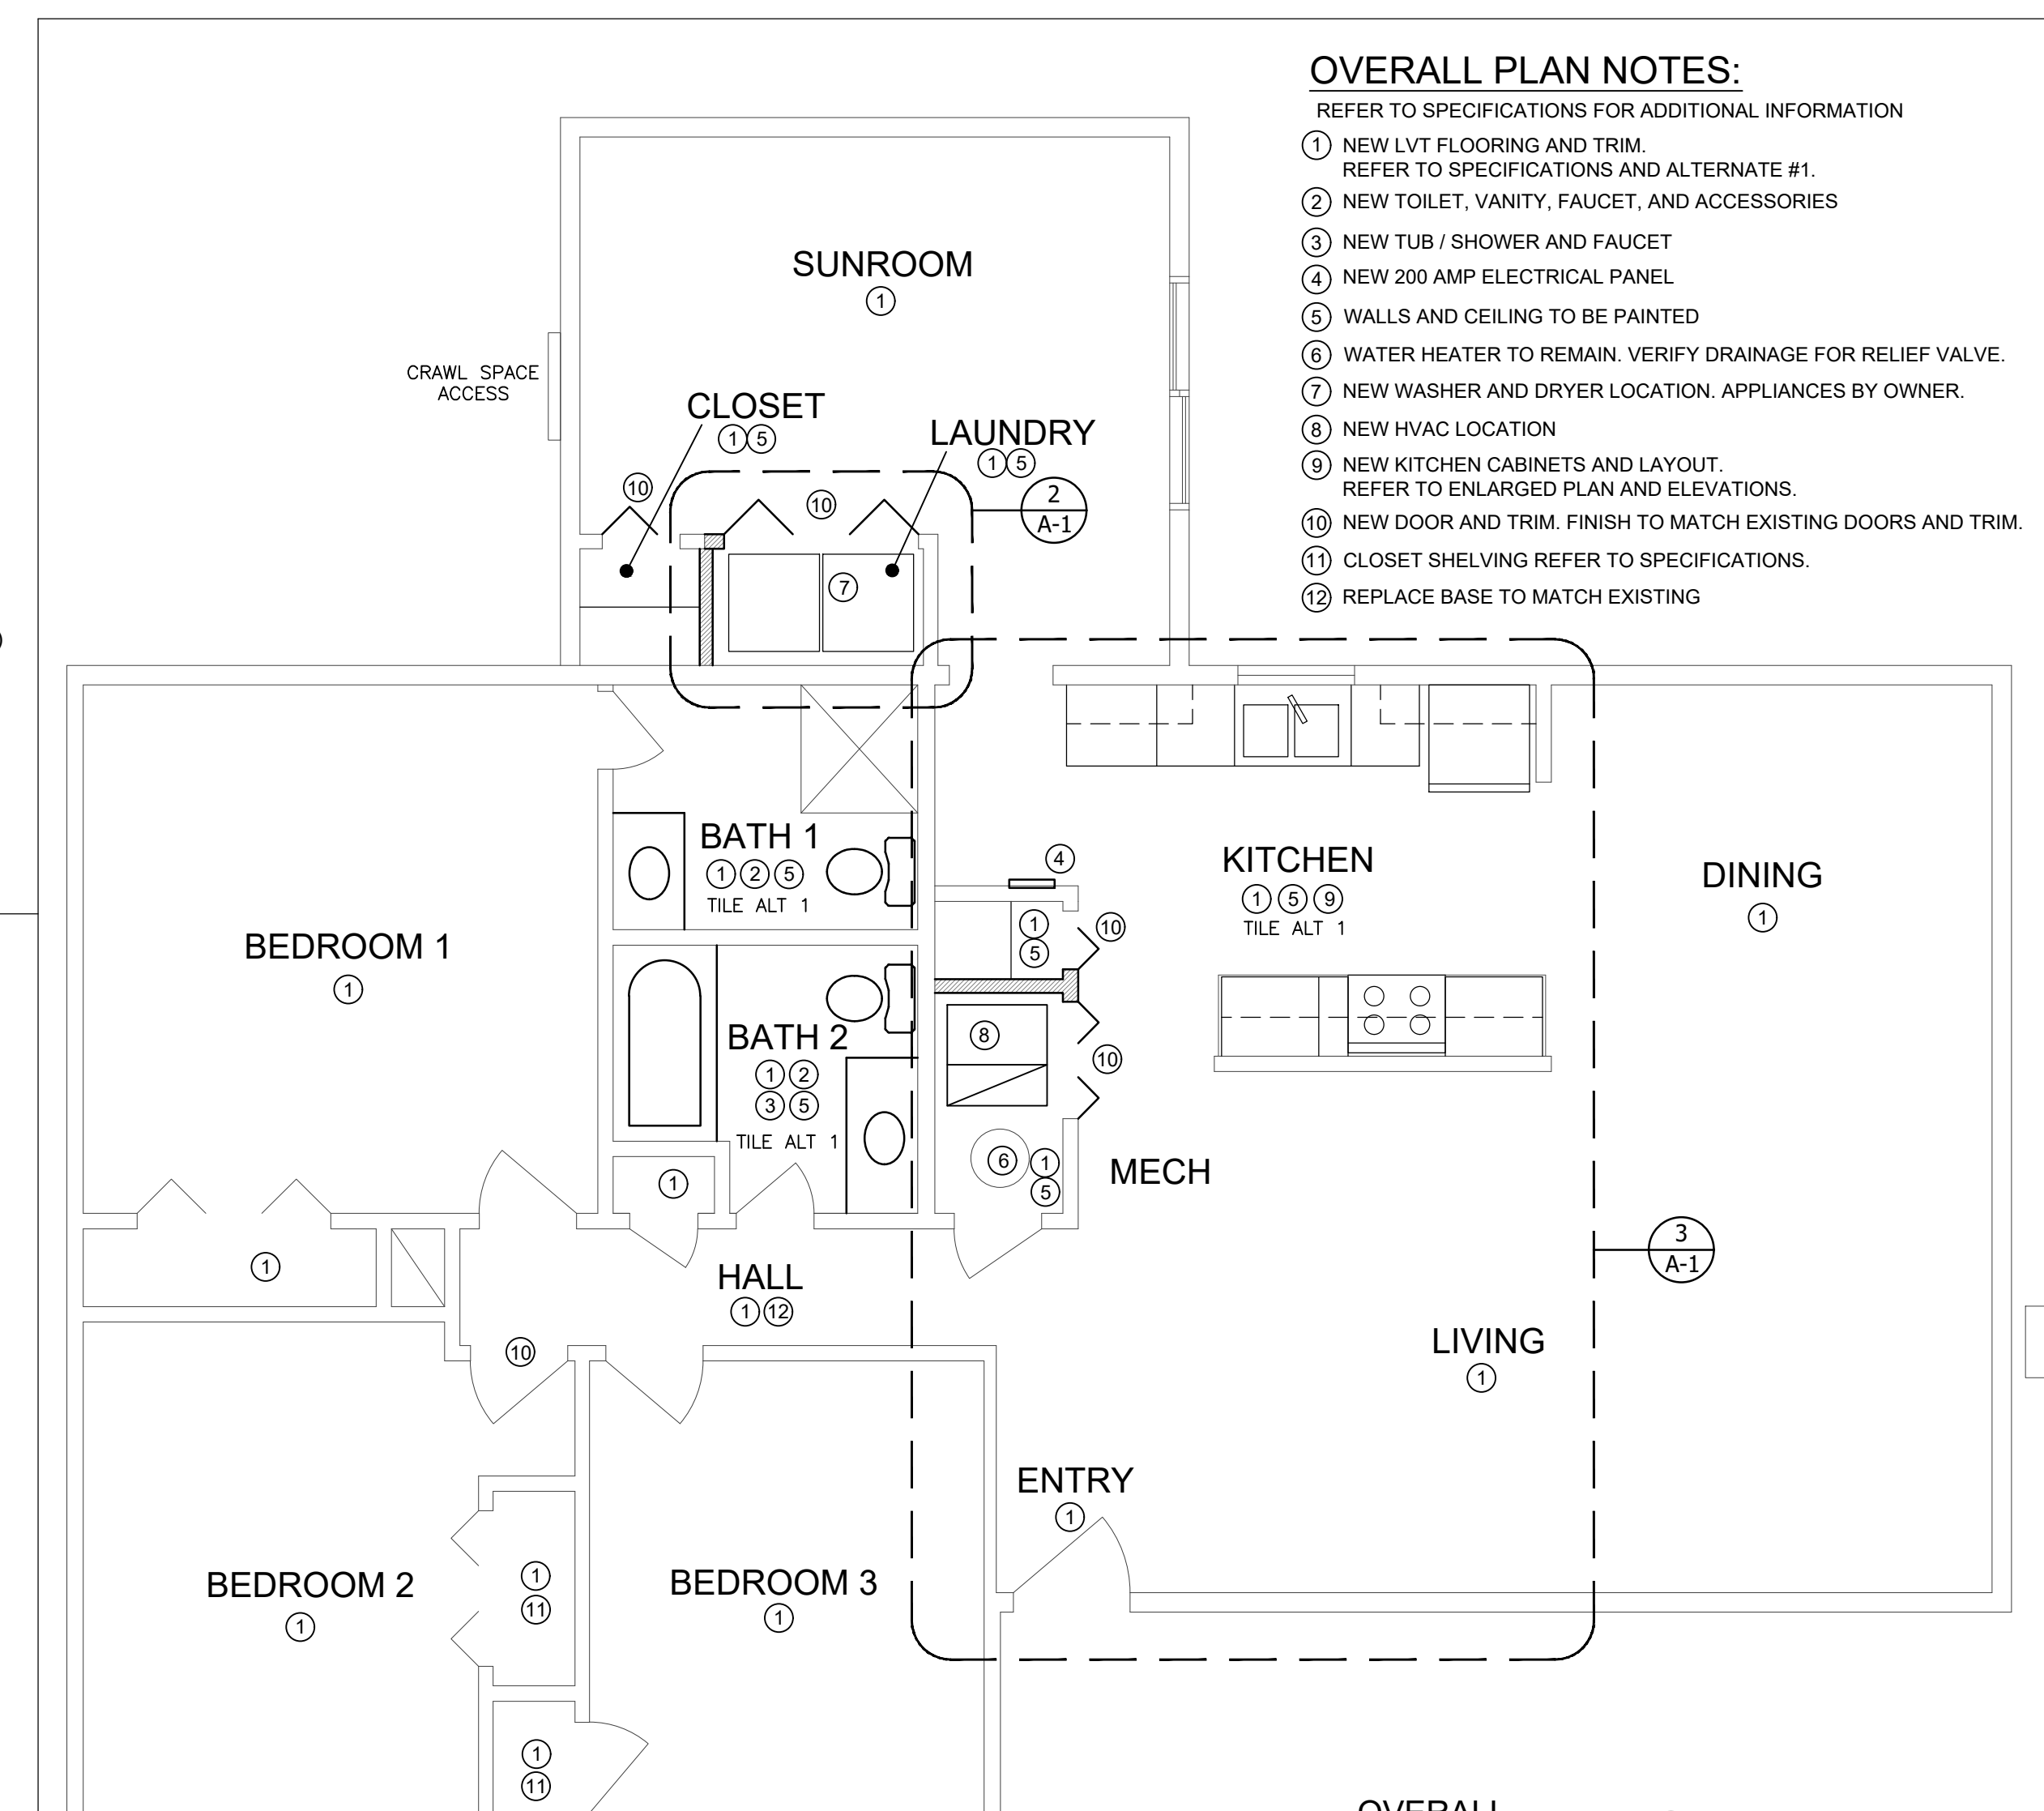 OVERALL PLAN NOTES:
REFER TO SPECIFICATIONS FOR ADDITIONAL INFORMATION
1 NEW LVT FLOORING AND TRIM.
REFER TO SPECIFICATIONS AND ALTERNATE #1.
2 NEW TOILET, VANITY, FAUCET, AND ACCESSORIES
3 NEW TUB / SHOWER AND FAUCET
4 NEW 200 AMP ELECTRICAL PANEL
5 WALLS AND CEILING TO BE PAINTED
6 WATER HEATER TO REMAIN. VERIFY DRAINAGE FOR RELIEF VALVE.
7 NEW WASHER AND DRYER LOCATION. APPLIANCES BY OWNER.
8 NEW HVAC LOCATION
9 NEW KITCHEN CABINETS AND LAYOUT.
REFER TO ENLARGED PLAN AND ELEVATIONS.
10 NEW DOOR AND TRIM. FINISH TO MATCH EXISTING DOORS AND TRIM.
11 CLOSET SHELVING REFER TO SPECIFICATIONS.
12 REPLACE BASE TO MATCH EXISTING
SUNROOM
1
CRAWL SPACE
ACCESS
CLOSET
1 5
LAUNDRY
1 5
10
10
2
A-1
7
BATH 1
1 2 5
TILE ALT 1
4
KITCHEN
1 5 9
TILE ALT 1
DINING
1
BEDROOM 1
1
1
5
10
8
10
BATH 2
1 2
3 5
TILE ALT 1
6
1
5
MECH
1
1
HALL
1 12
10
3
A-1
LIVING
1
ENTRY
1
BEDROOM 2
1
1
11
BEDROOM 3
1
1
11
OVERALL